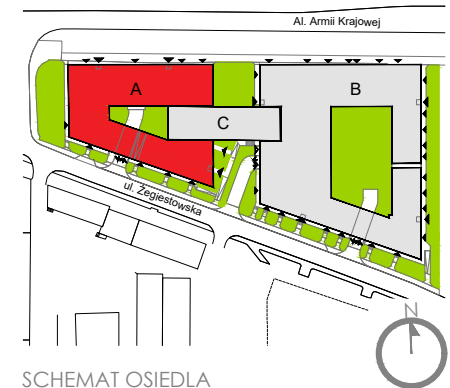 Al. Armii Krajowej
A
B
C
ul. Żegiestowska
N
SCHEMAT OSIEDLA